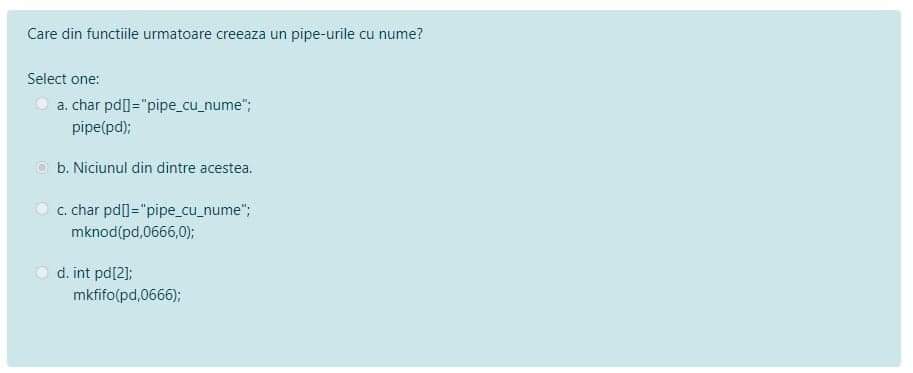 Care din functiile urmatoare creeaza un pipe-urile cu nume?
Select one:
a. char pd[]="pipe_cu_nume";
pipe(pd);
b. Niciunul din dintre acestea.
c. char pd[]="pipe_cu_nume";
mknod(pd,0666,0);
d. int pd[2];
mkfifo(pd,0666);